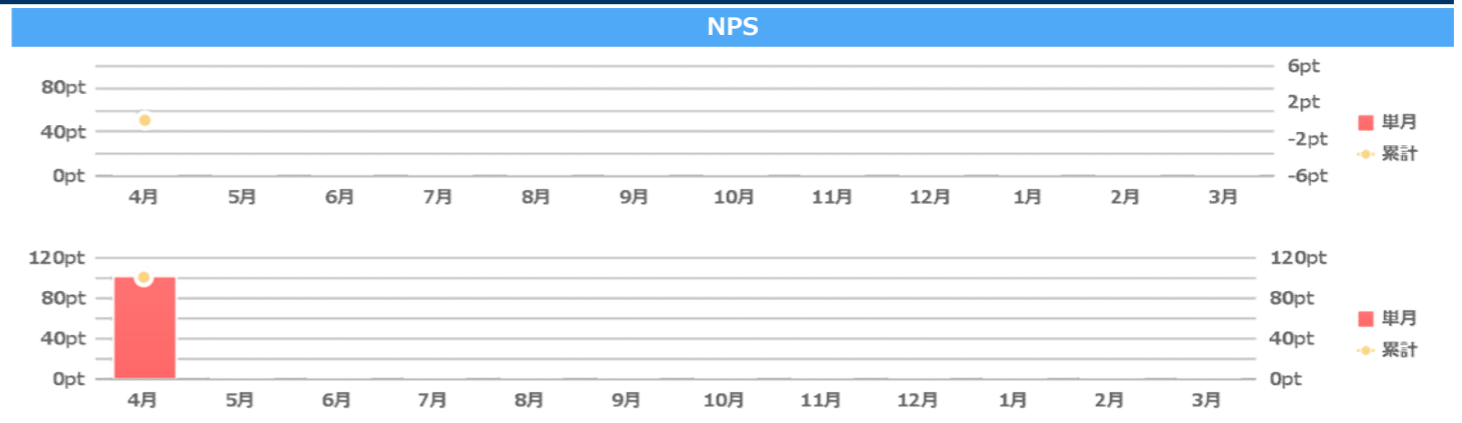 NPS
6pt
80pt
2pt
単月
40pt
-2pt
累計
0pt
-6pt
4月 5月 6月 7月 8月 9月 10月 11月 12月 1月 2月 3月
120pt 120pt
80pt 80pt
単月
40pt 40pt
累計
0pt 0pt
4月 5月 6月 7月 8月 9月 10月 11月 12月 1月 2月 3月